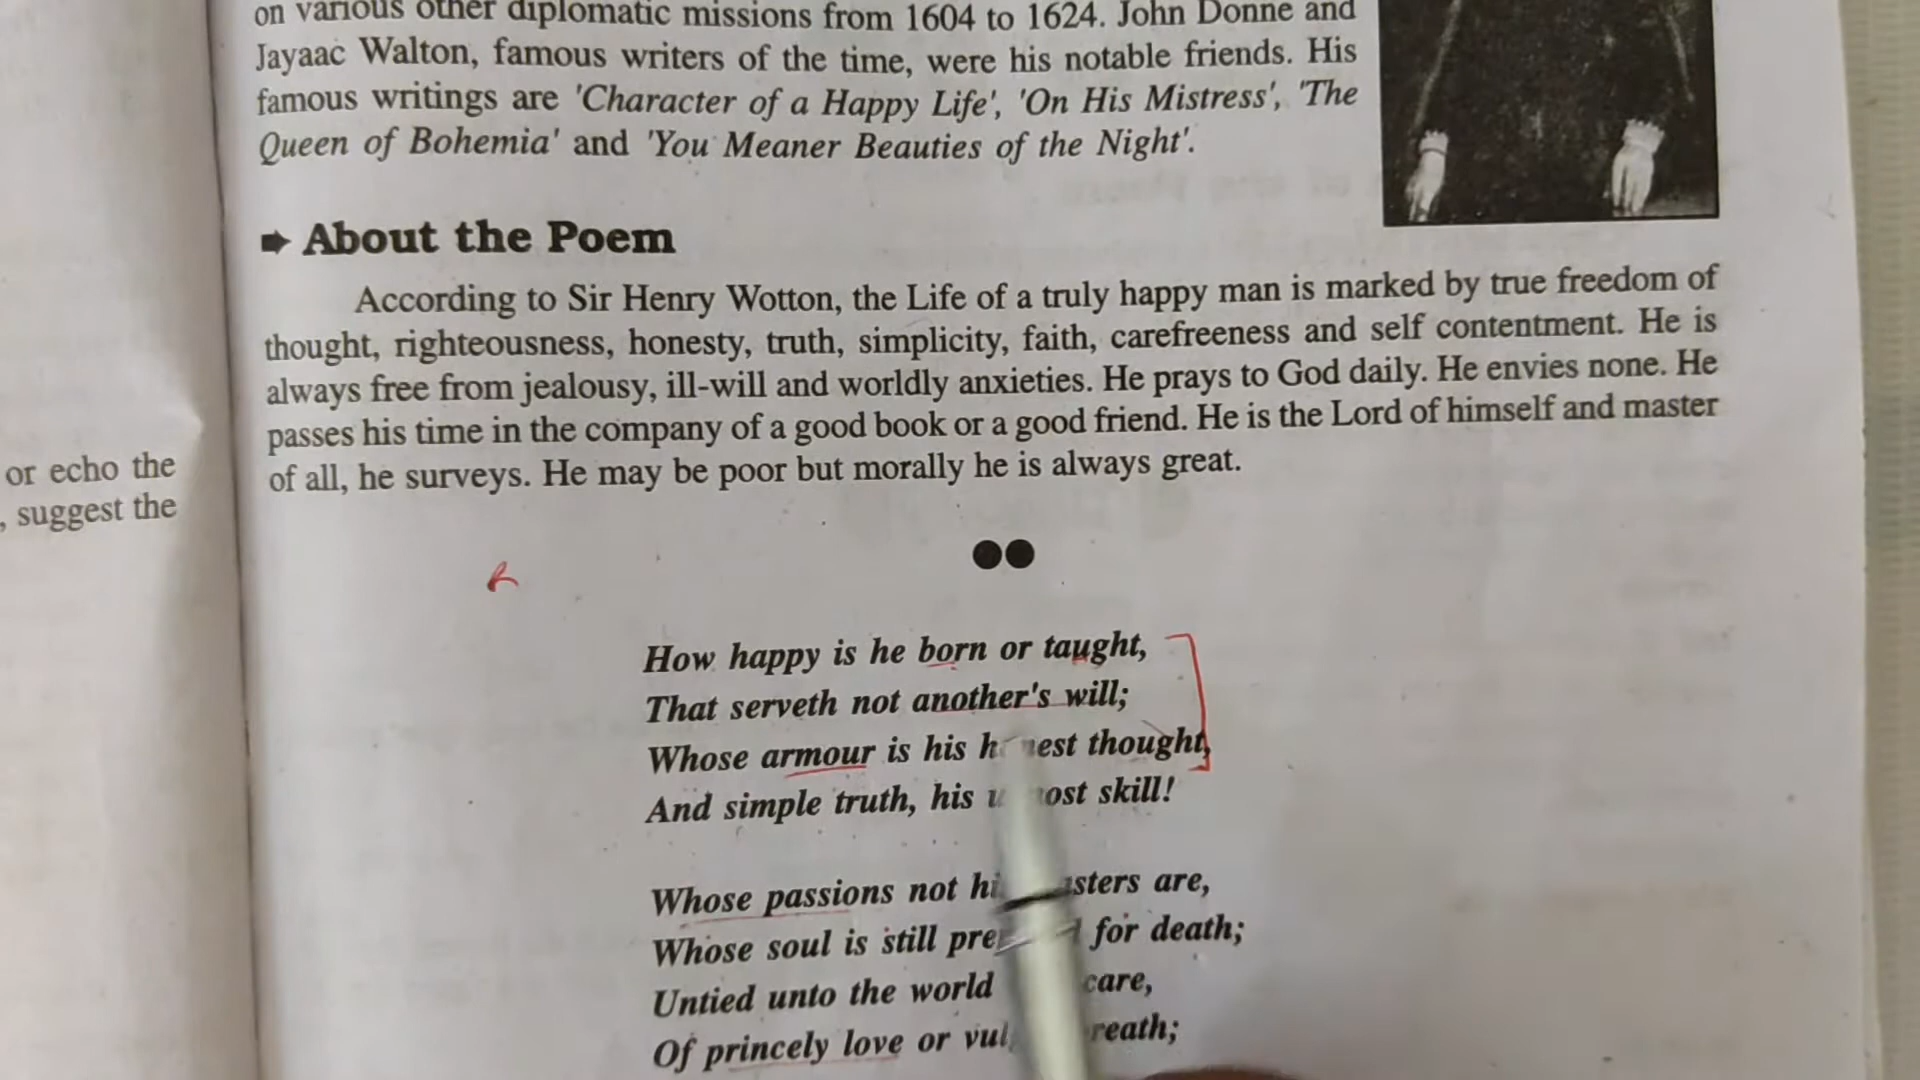 on various other diplomatic missions from 1604 to 1624. John Donne and
Jayaac Walton, famous writers of the time, were his notable friends. His
famous writings are 'Character of a Happy Life', 'On His Mistress', 'The
Queen of Bohemia' and 'You Meaner Beauties of the Night'.
➡ About the Poem
According to Sir Henry Wotton, the Life of a truly happy man is marked by true freedom of
thought, righteousness, honesty, truth, simplicity, faith, carefreeness and self contentment. He is
always free from jealousy, ill-will and worldly anxieties. He prays to God daily. He envies none. He
passes his time in the company of a good book or a good friend. He is the Lord of himself and master
of all, he surveys. He may be poor but morally he is always great.
or echo the
, suggest the
How happy is he born or taught,
That serveth not another's will;
Whose armour is his thought,
And simple truth, his skill!
Whose passions not are,
Whose soul is still for death;
Untied unto the world care,
Of princely love or